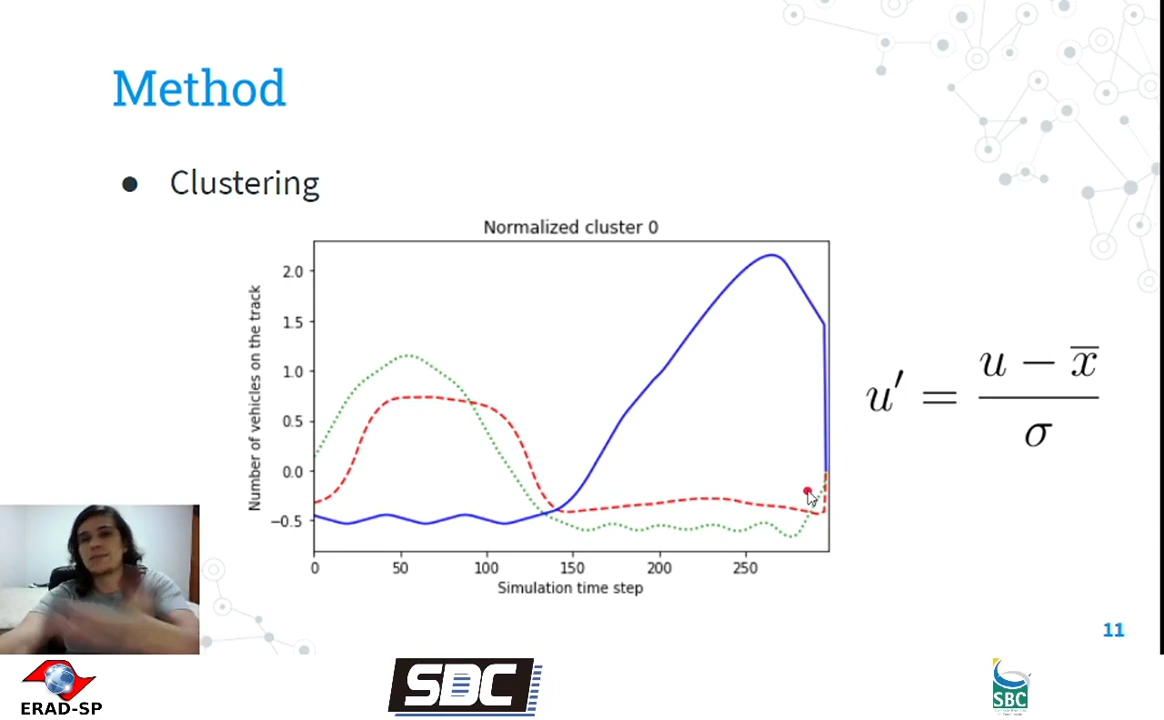 Method
● Clustering
Normalized cluster 0
Number of vehicles on the track
2.0
1.5
1.0
0.5
0.0
−0.5
0 50 100 150 200 250
Simulation time step
u′ = (u − x̅) / σ
11
ERAD-SP
SDC
SBC